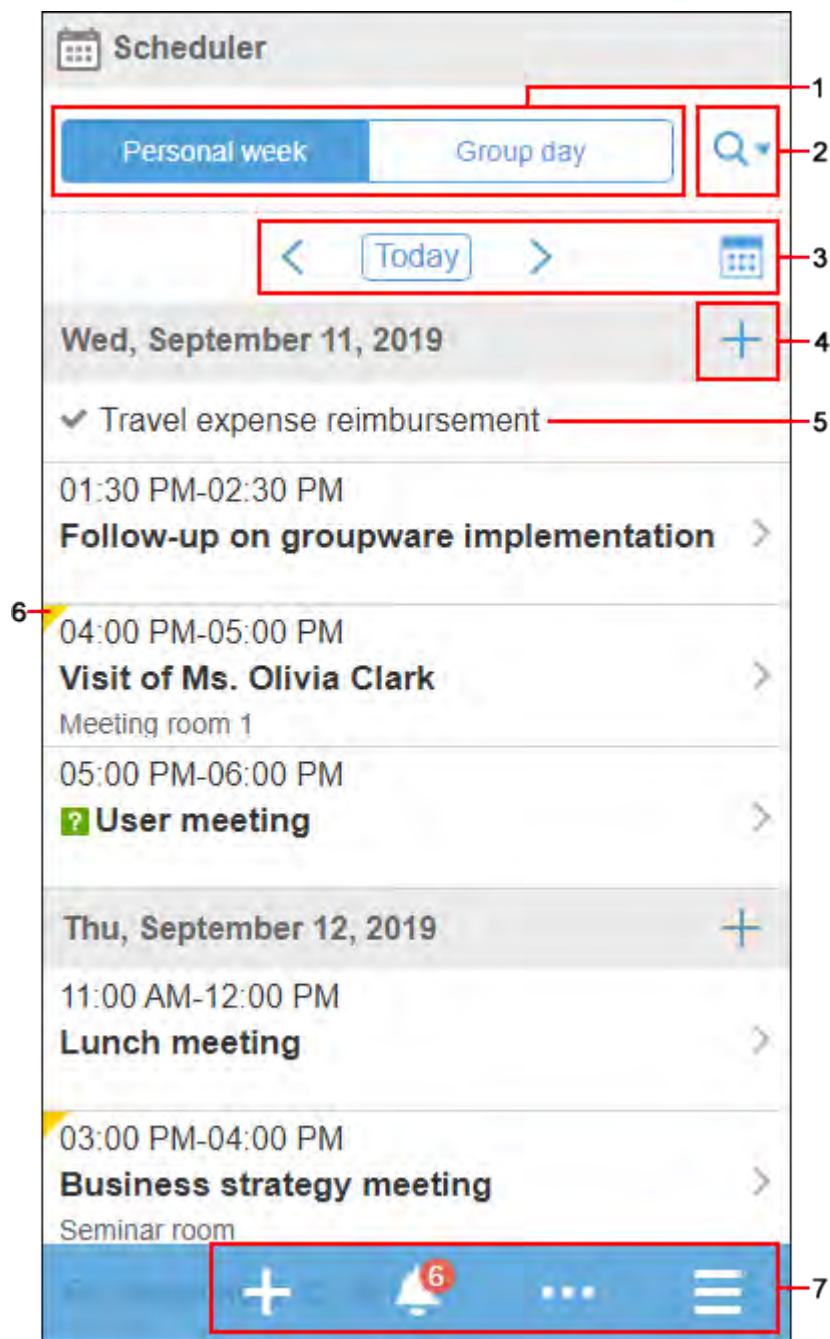 Scheduler
1
Personal week
Group day
2
Today
3
Wed, September 11, 2019
4
Travel expense reimbursement
5
01:30 PM-02:30 PM
Follow-up on groupware implementation
6
04:00 PM-05:00 PM
Visit of Ms. Olivia Clark
Meeting room 1
05:00 PM-06:00 PM
? User meeting
Thu, September 12, 2019
11:00 AM-12:00 PM
Lunch meeting
03:00 PM-04:00 PM
Business strategy meeting
Seminar room
6
7